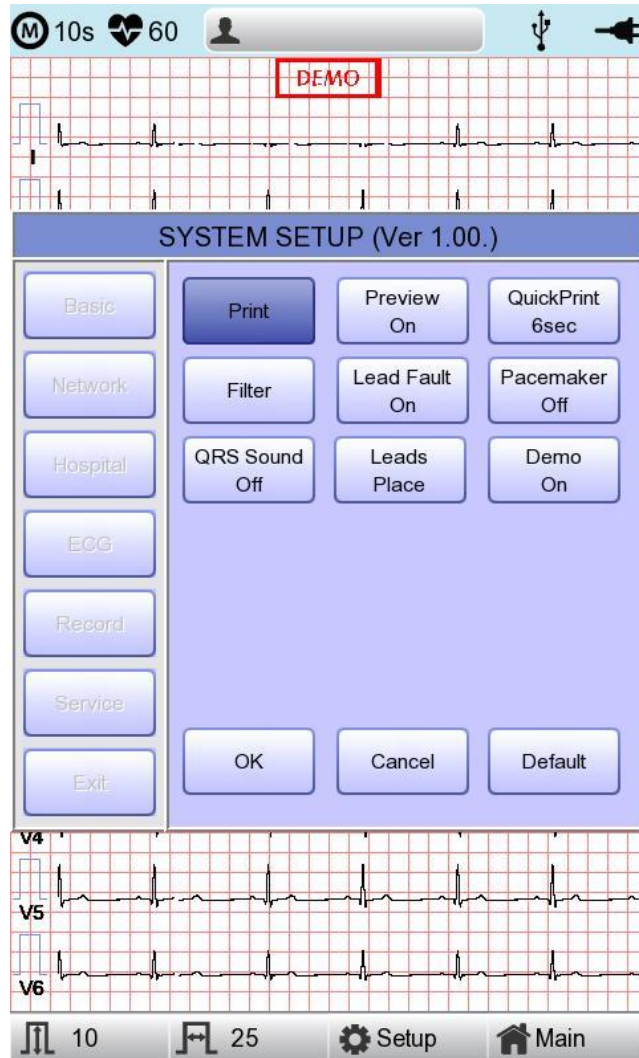 M 10s 60
DEMO
I
SYSTEM SETUP (Ver 1.00.)
Basic
Network
Hospital
ECG
Record
Service
Exit
Print
Preview
On
QuickPrint
6sec
Filter
Lead Fault
On
Pacemaker
Off
QRS Sound
Off
Leads
Place
Demo
On
OK
Cancel
Default
V4
V5
V6
10 25 Setup Main